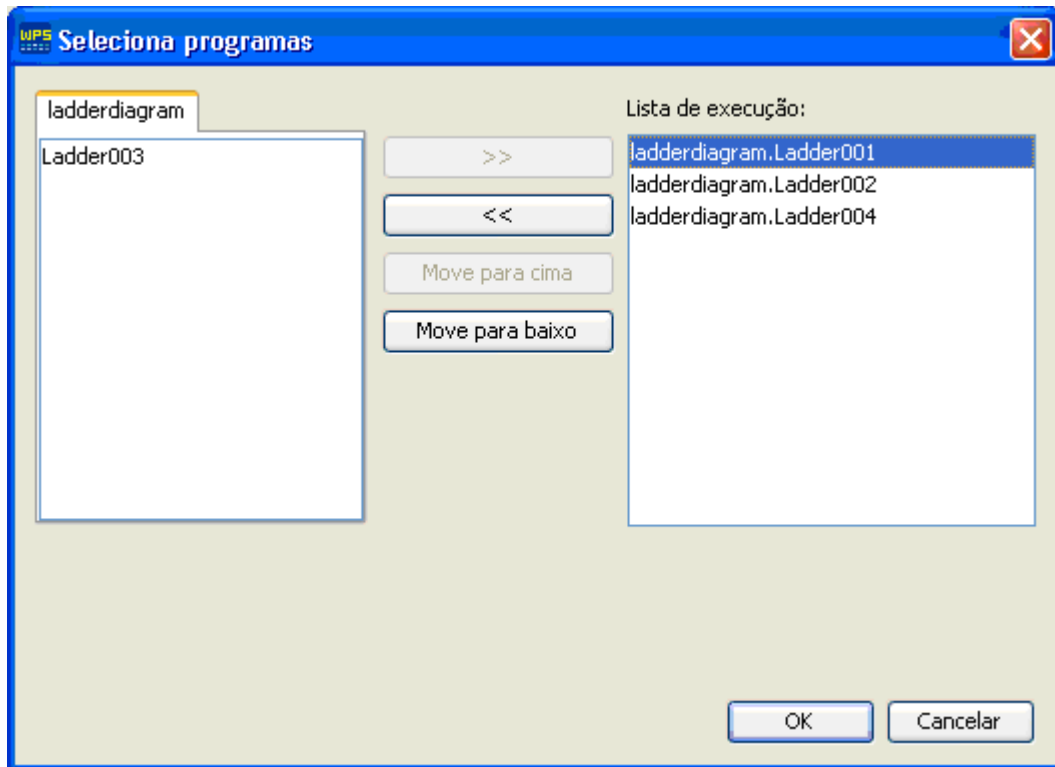 WPS Seleciona programas
ladderdiagram
Ladder003
>>
<<
Move para cima
Move para baixo
Lista de execução:
ladderdiagram.Ladder001
ladderdiagram.Ladder002
ladderdiagram.Ladder004
OK
Cancelar